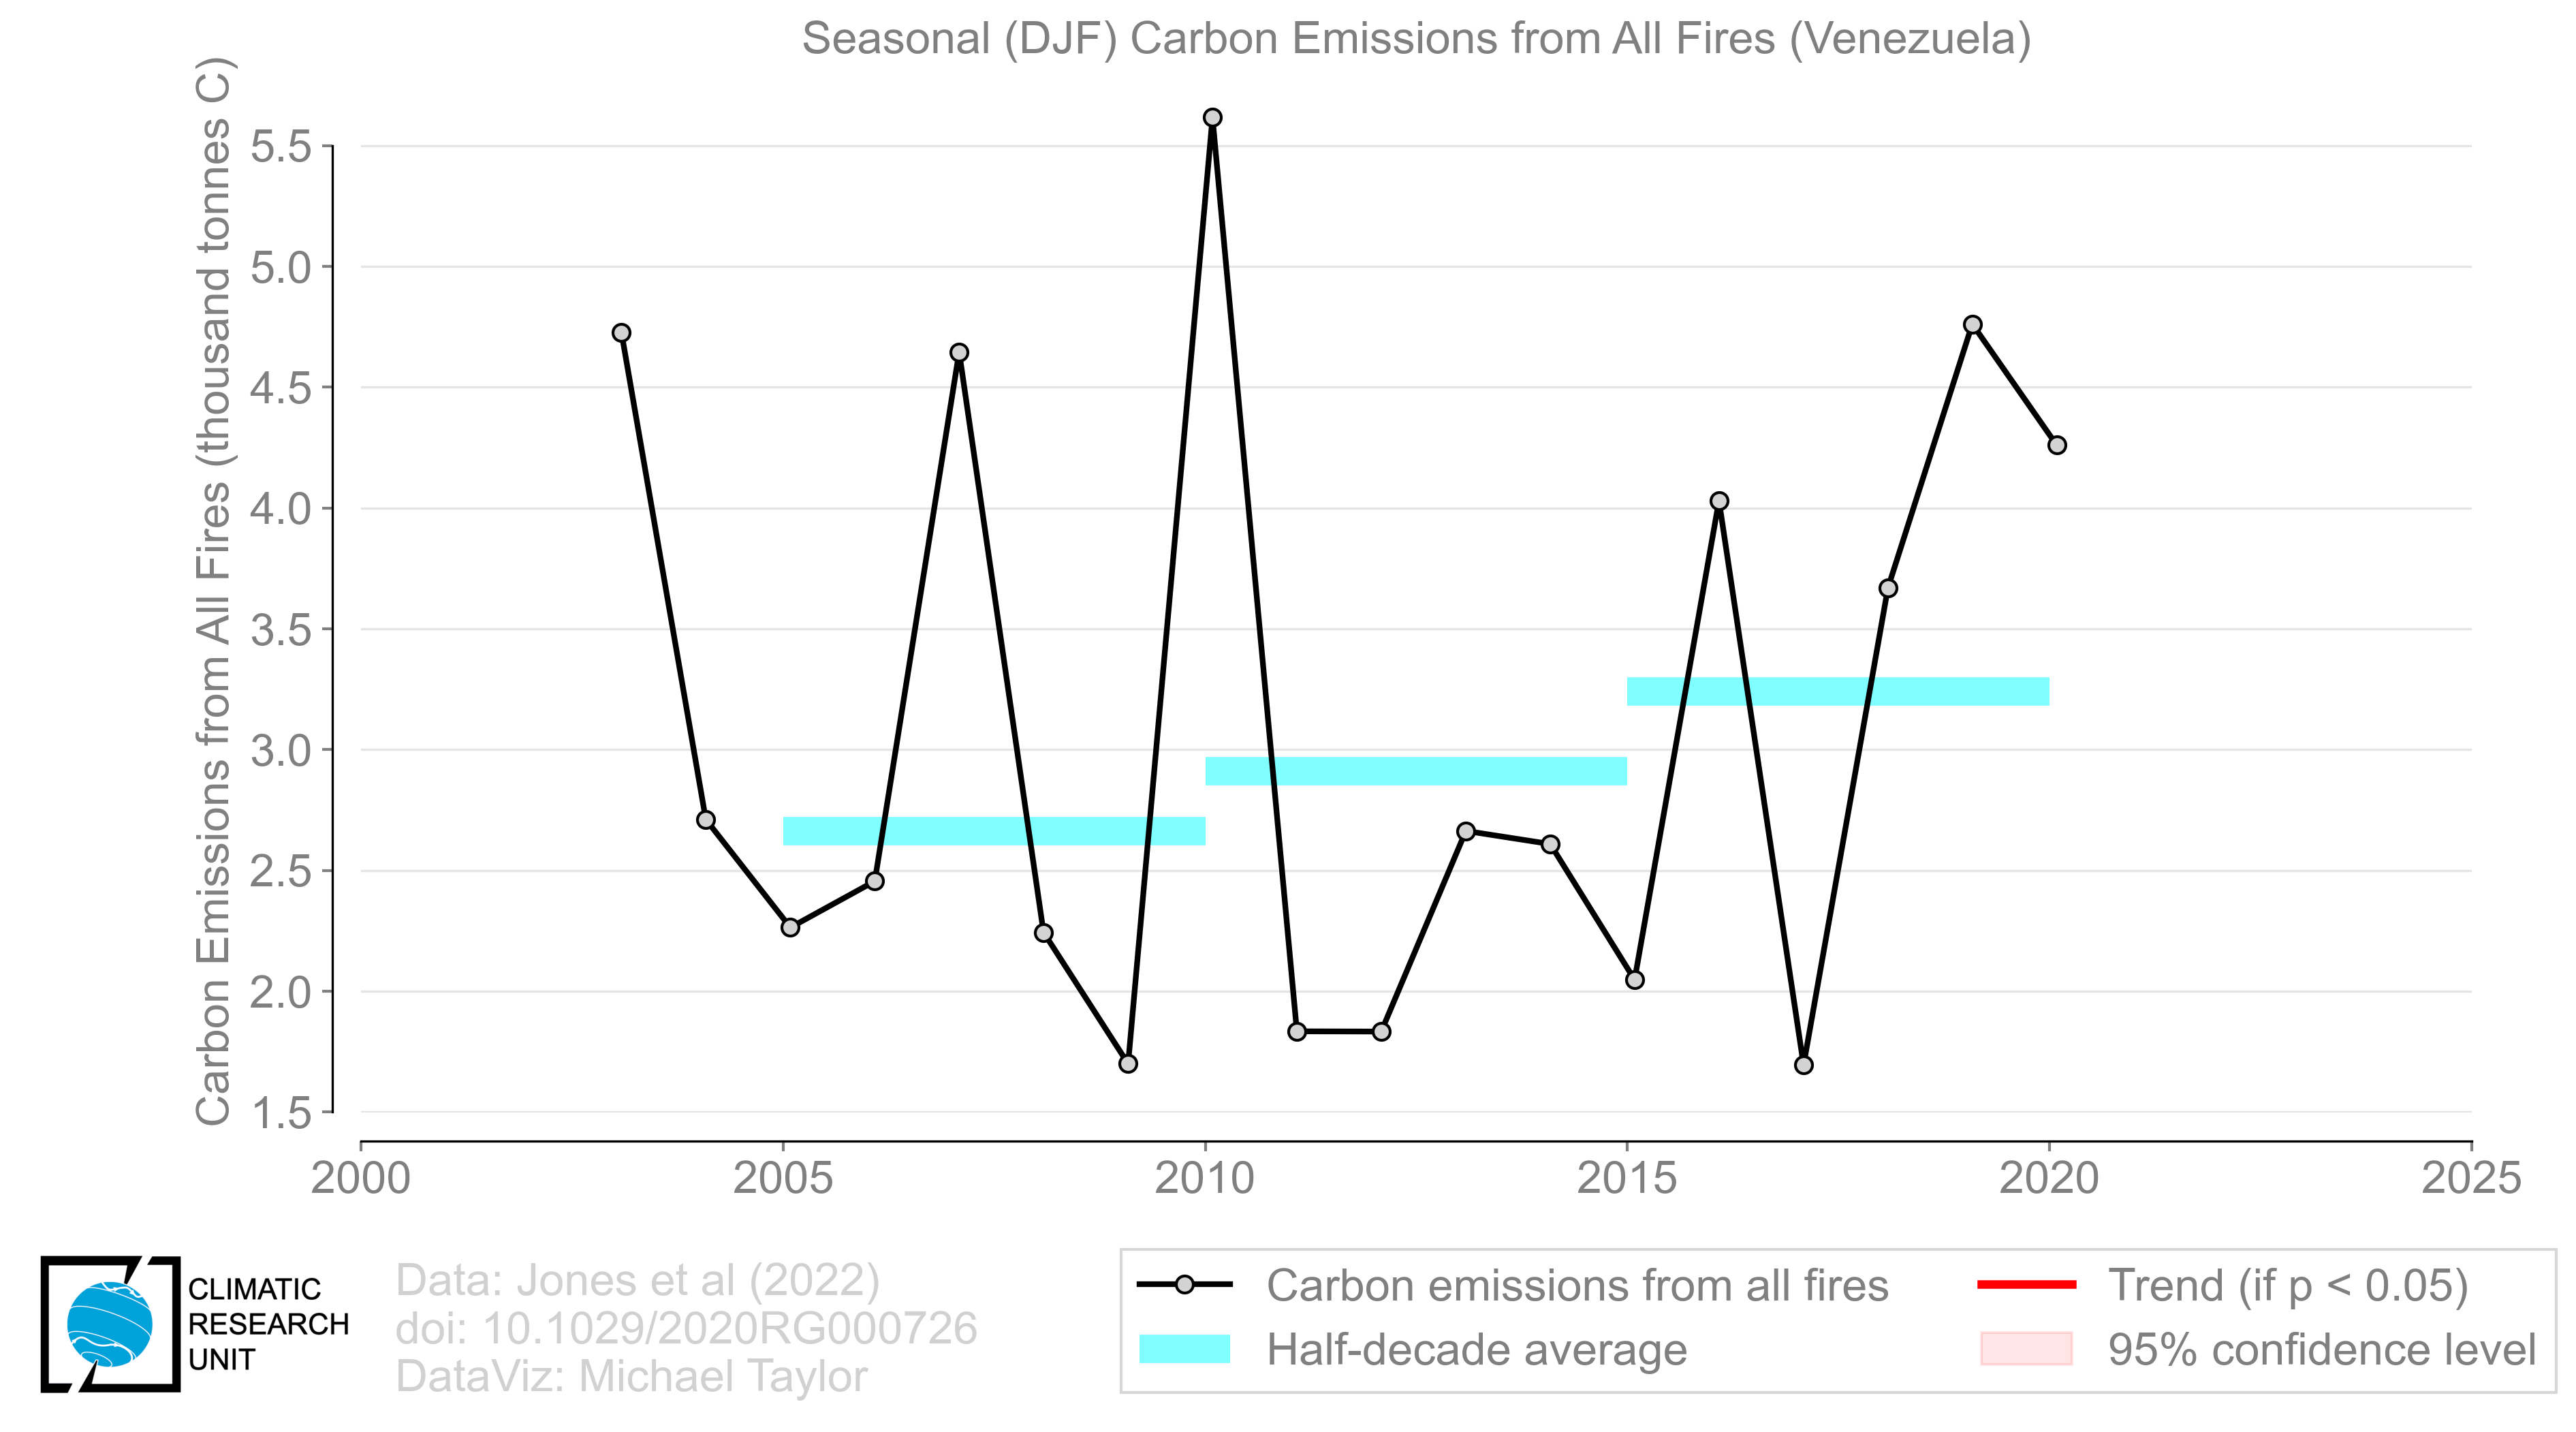 Seasonal (DJF) Carbon Emissions from All Fires (Venezuela)
Carbon Emissions from All Fires (thousand tonnes C)
5.5
5.0
4.5
4.0
3.5
3.0
2.5
2.0
1.5
2000 2005 2010 2015 2020 2025
CLIMATIC
RESEARCH
UNIT
Data: Jones et al (2022)
doi: 10.1029/2020RG000726
DataViz: Michael Taylor
Carbon emissions from all fires
Half-decade average
Trend (if p < 0.05)
95% confidence level